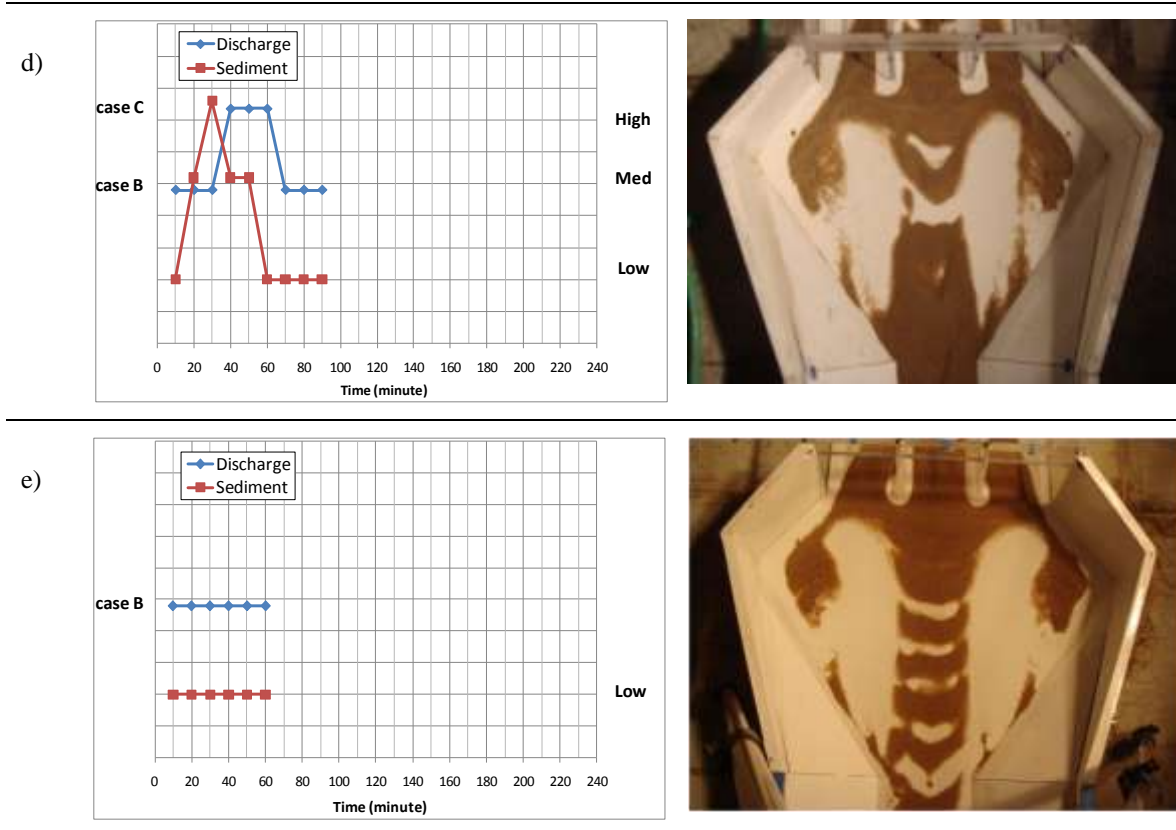 d)
Discharge
Sediment
case C
High
case B
Med
Low
0 20 40 60 80 100 120 140 160 180 200 220 240
Time (minute)
e)
Discharge
Sediment
case B
Low
0 20 40 60 80 100 120 140 160 180 200 220 240
Time (minute)